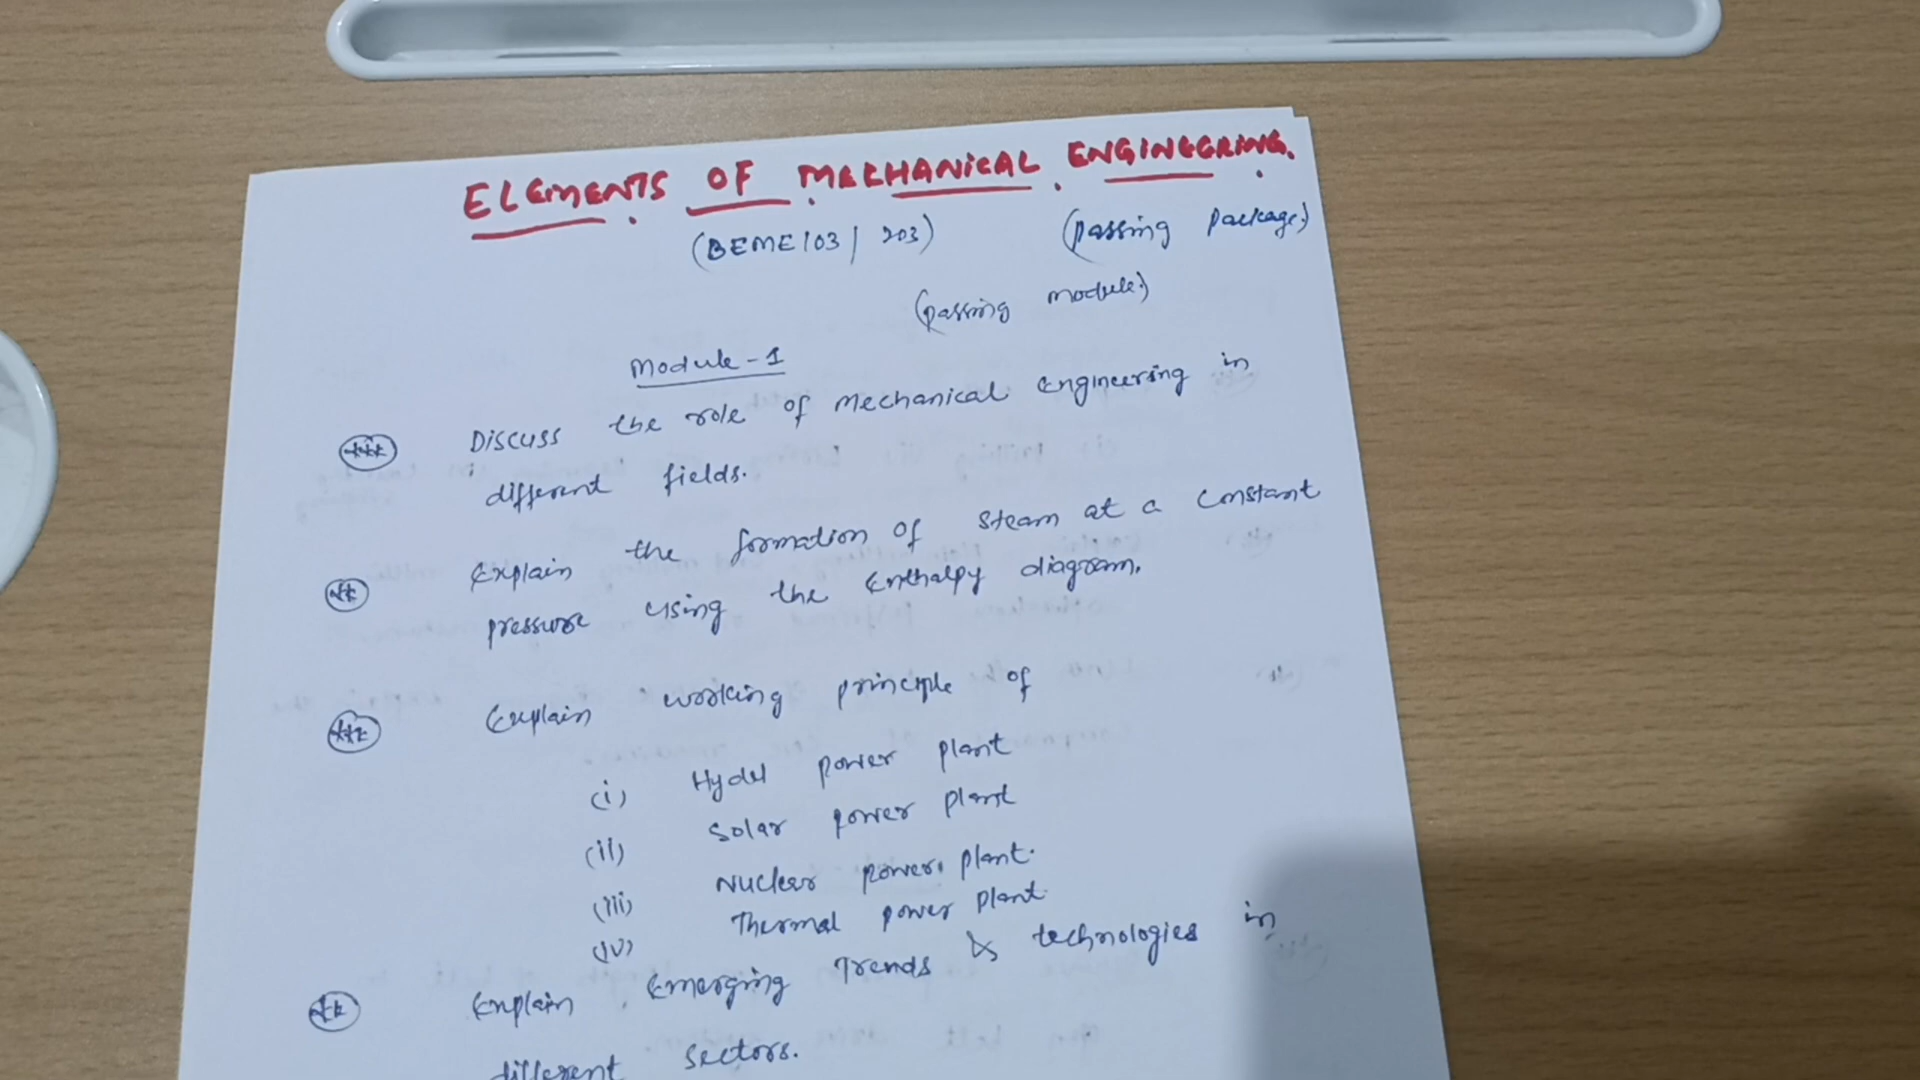 ELEMENTS OF MECHANICAL ENGINEERING.
(BEME103/203) (passing package)
(passing module)
Module-1
*** Discuss the role of Mechanical Engineering in
different fields.
** Explain the formation of steam at a constant
pressure using the Enthalpy diagram.
*** Explain working principle of
(i) Hydel power plant
(ii) Solar power plant
(iii) Nuclear power plant.
(iv) Thermal power plant
** Explain Emerging Trends & technologies in
different sectors.